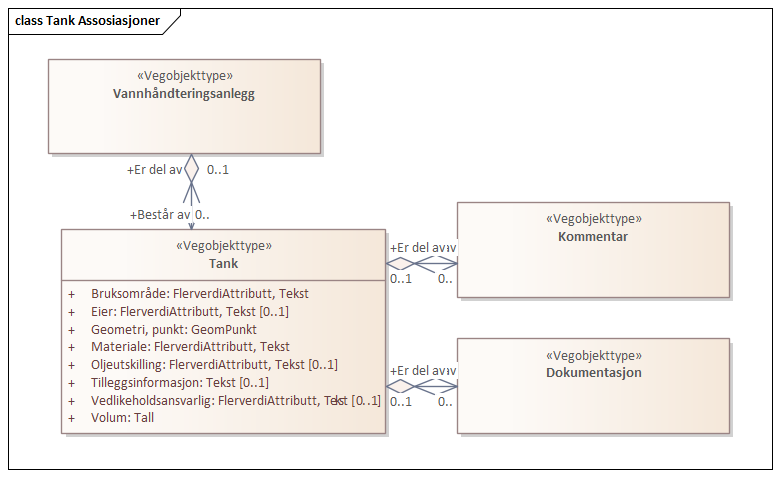 class Tank Assosiasjoner
«Vegobjekttype»
Vannhåndteringsanlegg
+Er del av 0..1
+Består av 0..
«Vegobjekttype»
Tank
+ Bruksområde: FlerverdiAttributt, Tekst
+ Eier: FlerverdiAttributt, Tekst [0..1]
+ Geometri, punkt: GeomPunkt
+ Materiale: FlerverdiAttributt, Tekst
+ Oljeutskilling: FlerverdiAttributt, Tekst [0..1]
+ Tilleggsinformasjon: Tekst [0..1]
+ Vedlikeholdsansvarlig: FlerverdiAttributt, Tekst [0..1]
+ Volum: Tall
«Vegobjekttype»
Kommentar
+Er del av
0..1 0..
«Vegobjekttype»
Dokumentasjon
+Er del av
0..1 0..